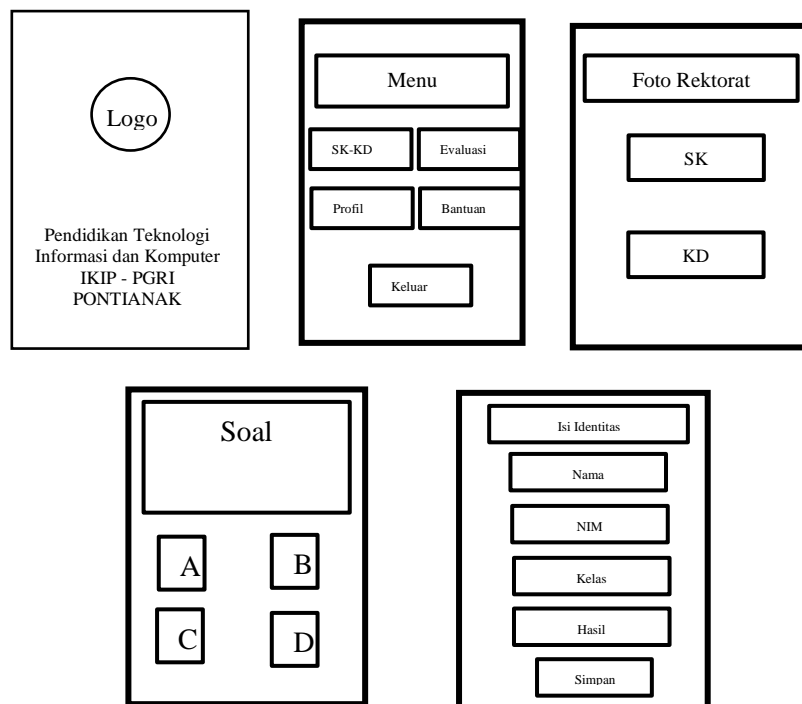 Logo
Pendidikan Teknologi
Informasi dan Komputer
IKIP - PGRI
PONTIANAK
Menu
SK-KD
Evaluasi
Profil
Bantuan
Keluar
Foto Rektorat
SK
KD
Soal
A
B
C
D
Isi Identitas
Nama
NIM
Kelas
Hasil
Simpan